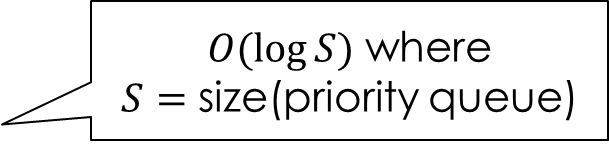 O(log S) where
S = size(priority queue)